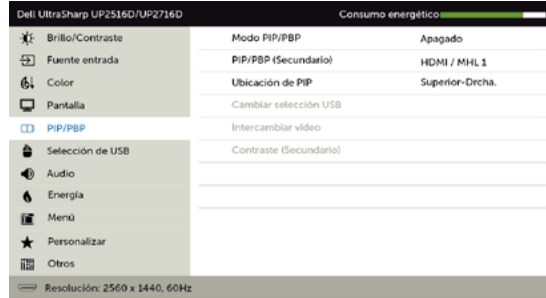 Dell UltraSharp UP2516D/UP2716D
Consumo energético
Brillo/Contraste
Fuente entrada
Color
Pantalla
PIP/PBP
Selección de USB
Audio
Energía
Menú
Personalizar
Otros
Modo PIP/PBP Apagado
PIP/PBP (Secundario) HDMI / MHL 1
Ubicación de PIP Superior-Drcha.
Cambiar selección USB
Intercambiar vídeo
Contraste (Secundario)
Resolución: 2560 x 1440, 60Hz